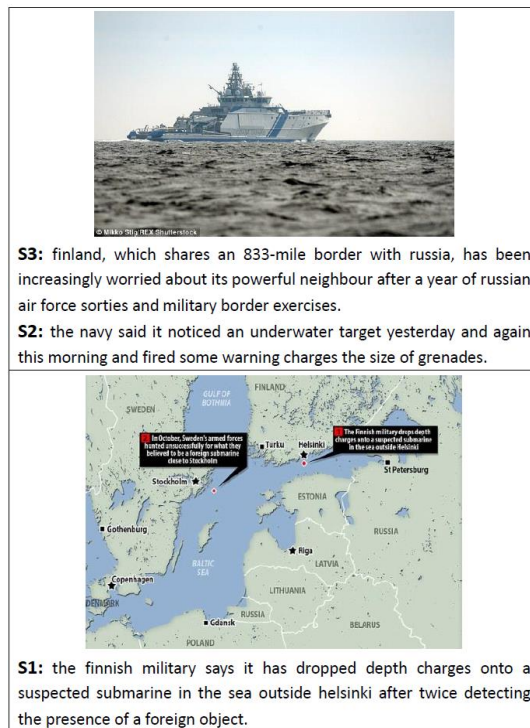 © Mikko Stig/REX Shutterstock
S3: finland, which shares an 833-mile border with russia, has been
increasingly worried about its powerful neighbour after a year of russian
air force sorties and military border exercises.
S2: the navy said it noticed an underwater target yesterday and again
this morning and fired some warning charges the size of grenades.
GULF OF
BOTHNIA
FINLAND
SWEDEN
2 In October, Sweden's armed forces
hunted unsuccessfully for what they
believed to be a foreign submarine
close to Stockholm
1 The Finnish military drops depth
charges onto a suspected submarine
in the sea outside Helsinki
Turku
Helsinki
St Petersburg
Stockholm
ESTONIA
Gothenburg
RUSSIA
Riga
LATVIA
BALTIC
SEA
Copenhagen
LITHUANIA
DENMARK
RUSSIA
Gdansk
BELARUS
POLAND
S1: the finnish military says it has dropped depth charges onto a
suspected submarine in the sea outside helsinki after twice detecting
the presence of a foreign object.